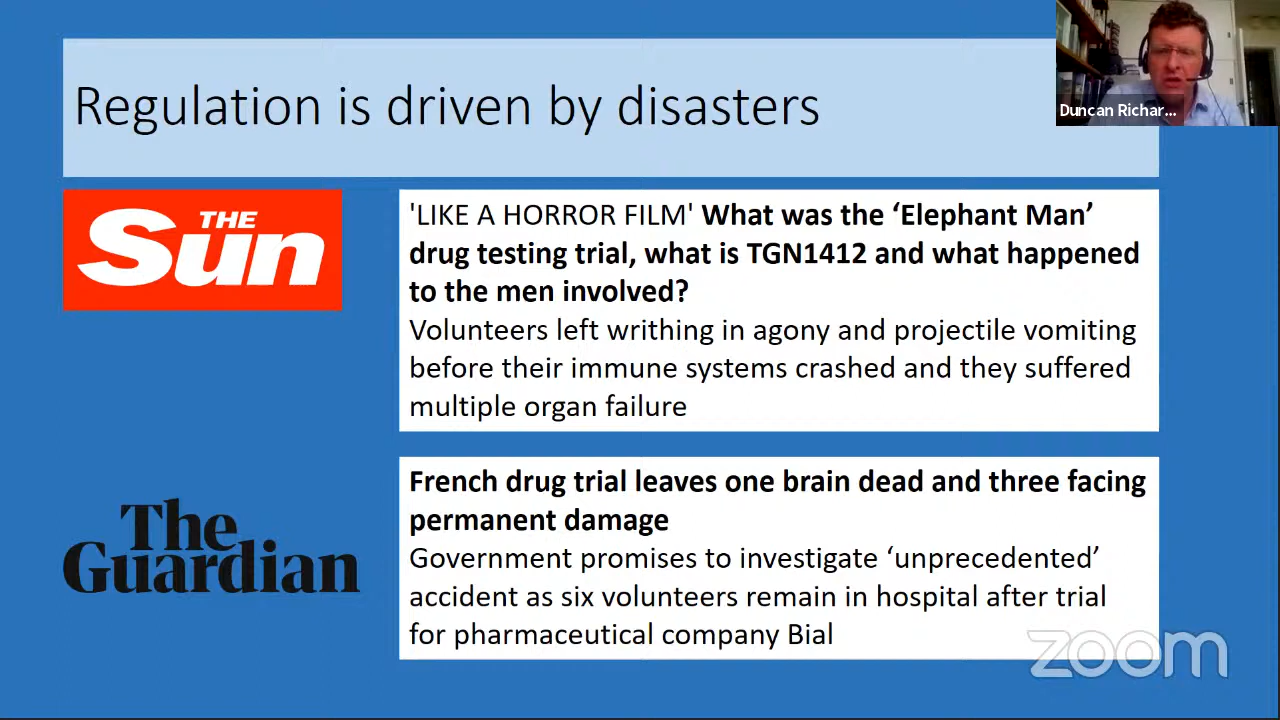 Regulation is driven by disasters
Duncan Richar...
THE
Sun
'LIKE A HORROR FILM' What was the ‘Elephant Man’
drug testing trial, what is TGN1412 and what happened
to the men involved?
Volunteers left writhing in agony and projectile vomiting
before their immune systems crashed and they suffered
multiple organ failure
The
Guardian
French drug trial leaves one brain dead and three facing
permanent damage
Government promises to investigate ‘unprecedented’
accident as six volunteers remain in hospital after trial
for pharmaceutical company Bial
zoom